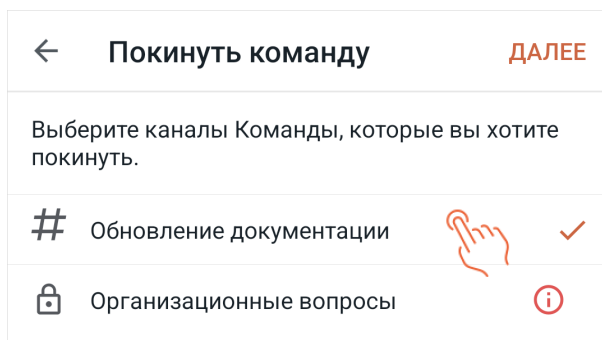 Покинуть команду
ДАЛЕЕ
Выберите каналы Команды, которые вы хотите
покинуть.
Обновление документации
Организационные вопросы